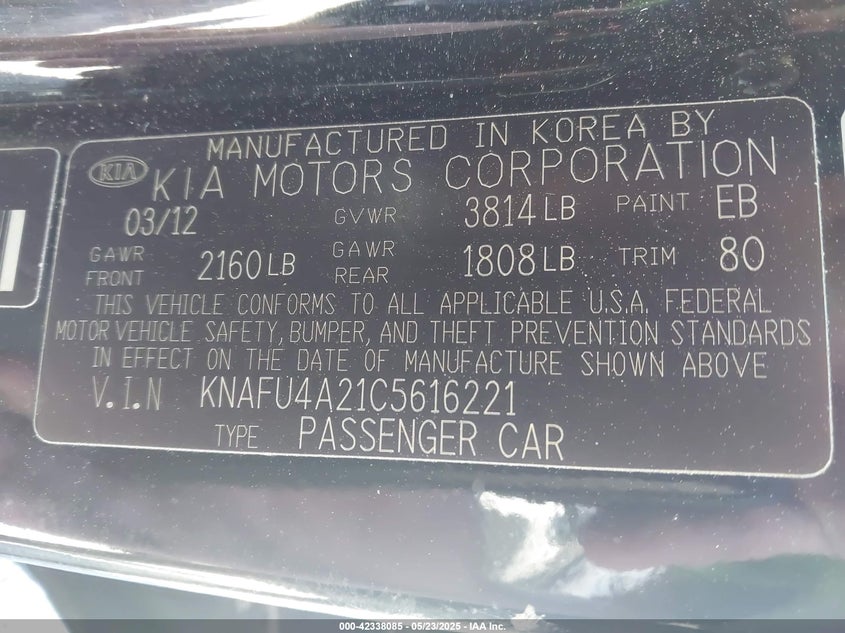 MANUFACTURED IN KOREA BY
KIA KIA MOTORS CORPORATION
03/12 GVWR 3814LB PAINT EB
GAWR FRONT 2160LB GAWR REAR 1808LB TRIM 80
THIS VEHICLE CONFORMS TO ALL APPLICABLE U.S.A. FEDERAL
MOTOR VEHICLE SAFETY, BUMPER, AND THEFT PREVENTION STANDARDS
IN EFFECT ON THE DATE OF MANUFACTURE SHOWN ABOVE
V.I.N KNAFU4A21C5616221
TYPE PASSENGER CAR
000-42338085 - 05/23/2025 - IAA Inc.